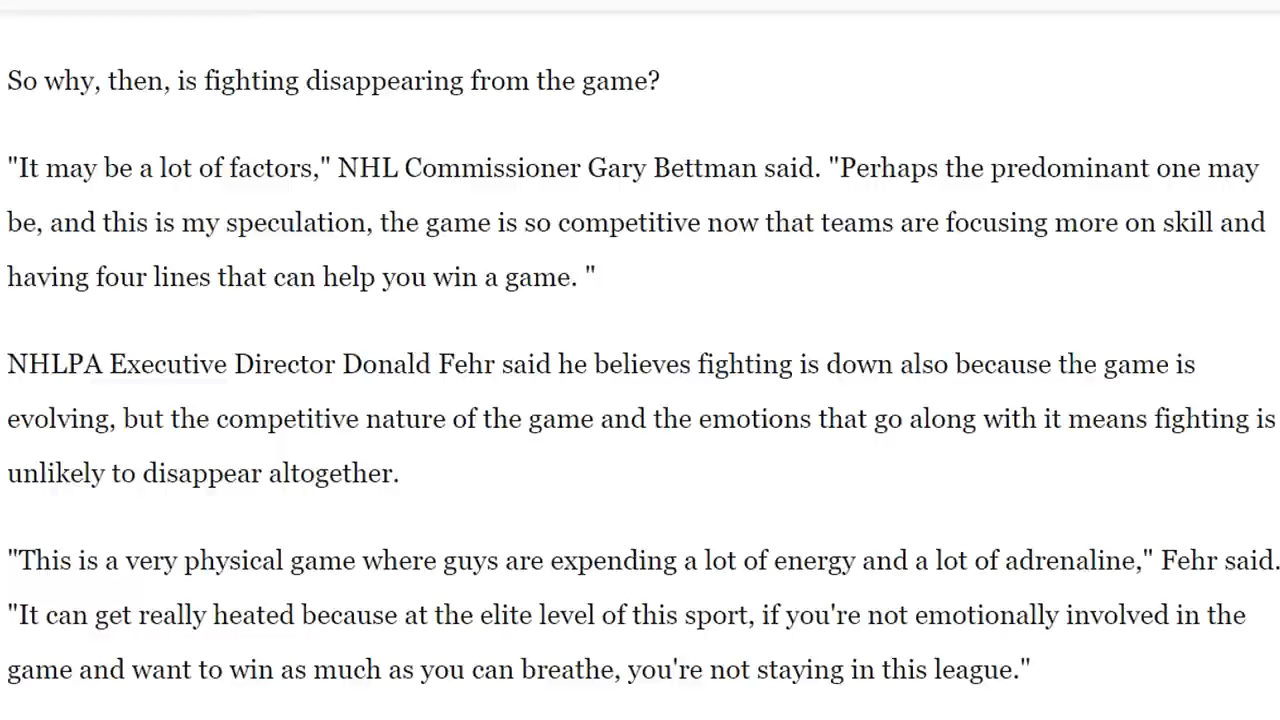 So why, then, is fighting disappearing from the game?
"It may be a lot of factors," NHL Commissioner Gary Bettman said. "Perhaps the predominant one may
be, and this is my speculation, the game is so competitive now that teams are focusing more on skill and
having four lines that can help you win a game. "
NHLPA Executive Director Donald Fehr said he believes fighting is down also because the game is
evolving, but the competitive nature of the game and the emotions that go along with it means fighting is
unlikely to disappear altogether.
"This is a very physical game where guys are expending a lot of energy and a lot of adrenaline," Fehr said.
"It can get really heated because at the elite level of this sport, if you're not emotionally involved in the
game and want to win as much as you can breathe, you're not staying in this league."